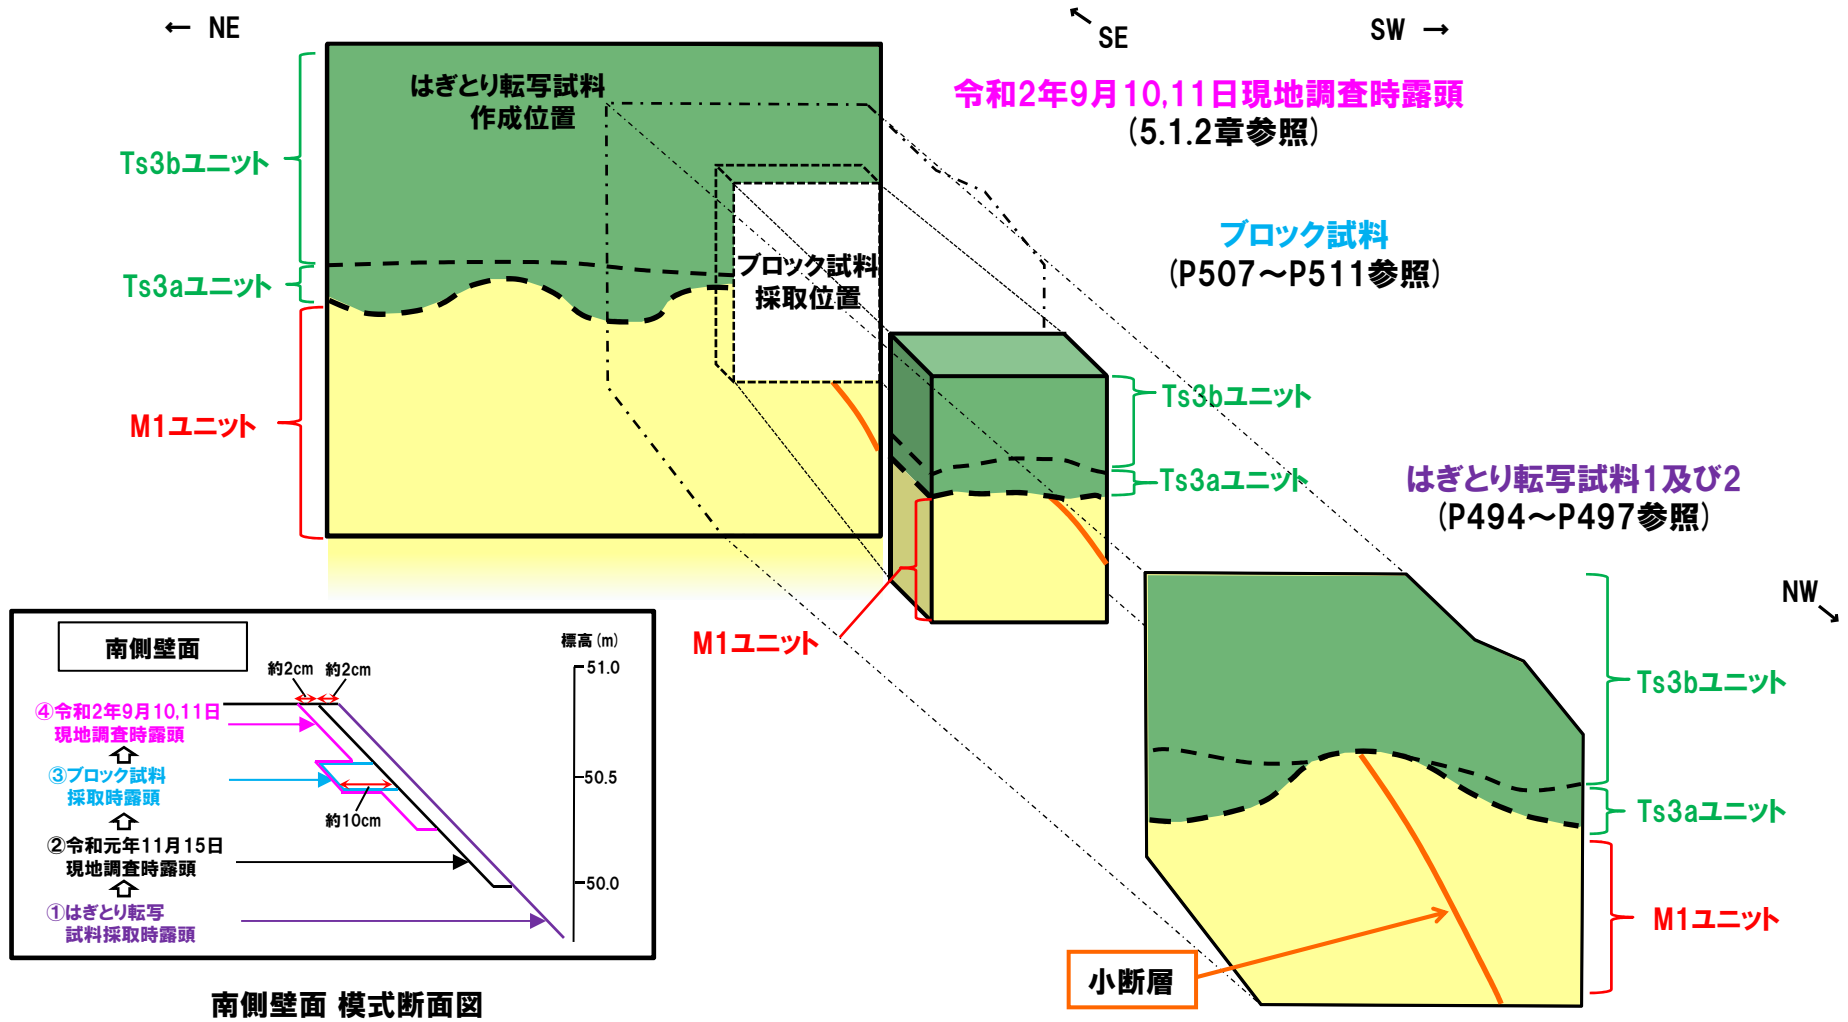 ← NE
SE
SW →
はぎとり転写試料
作成位置
令和2年9月10,11日現地調査時露頭
(5.1.2章参照)
Ts3bユニット
ブロック試料
(P507～P511参照)
Ts3aユニット
ブロック試料
採取位置
M1ユニット
Ts3bユニット
Ts3aユニット
はぎとり転写試料1及び2
(P494～P497参照)
M1ユニット
NW
Ts3bユニット
Ts3aユニット
M1ユニット
小断層
南側壁面
標高(m)
約2cm 約2cm
51.0
④令和2年9月10,11日
現地調査時露頭
③ブロック試料
採取時露頭
50.5
約10cm
②令和元年11月15日
現地調査時露頭
50.0
①はぎとり転写
試料採取時露頭
南側壁面 模式断面図